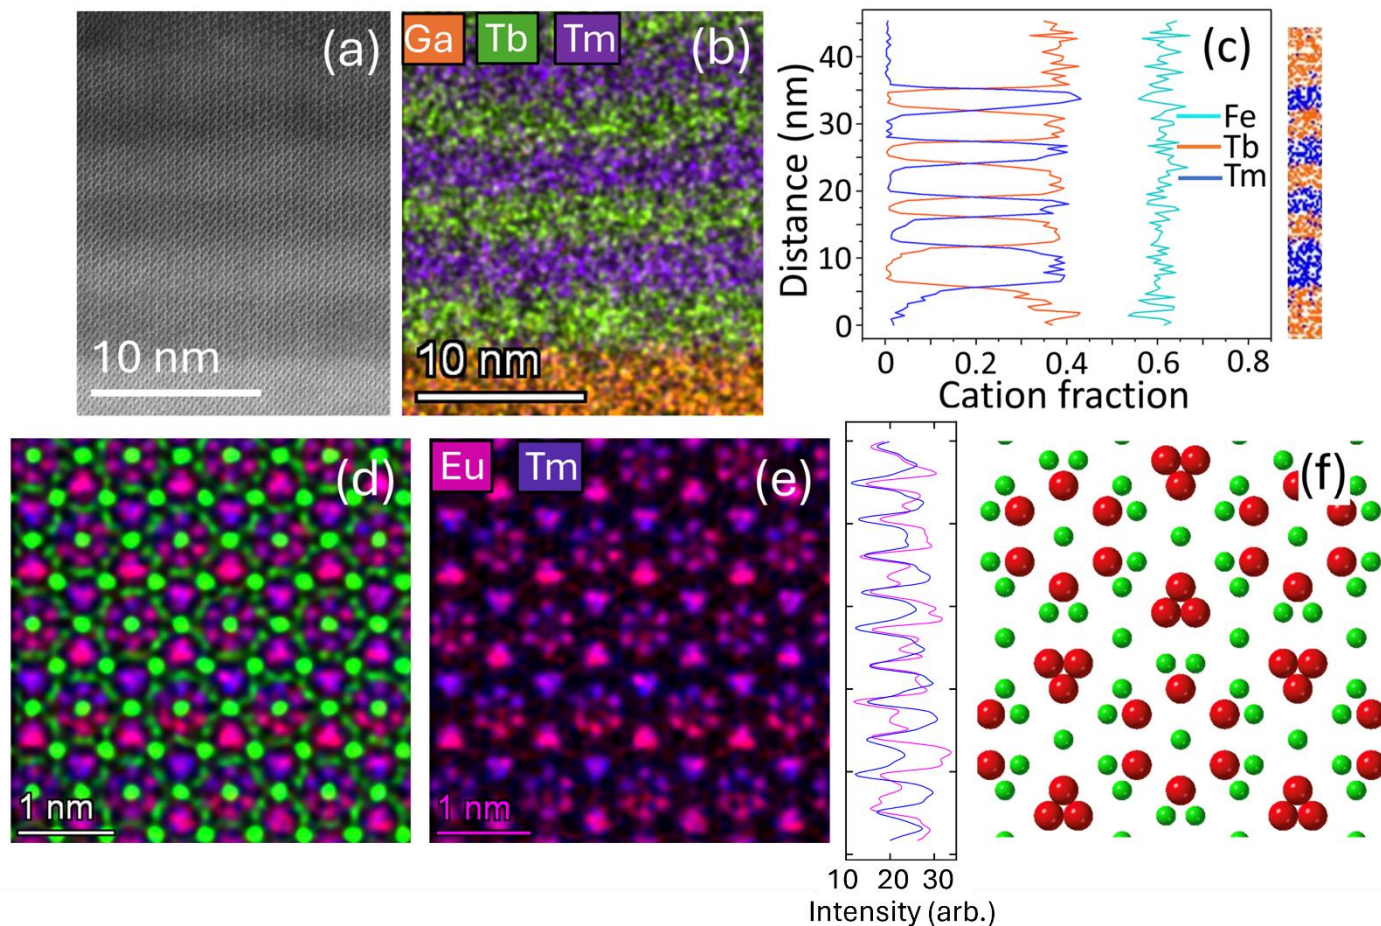 (a)
10 nm
Ga Tb Tm (b)
10 nm
(c)
Distance (nm)
40
30
20
10
0
0 0.2 0.4 0.6 0.8
Cation fraction
Fe
Tb
Tm
(d)
1 nm
Eu Tm (e)
1 nm
10 20 30
Intensity (arb.)
(f)